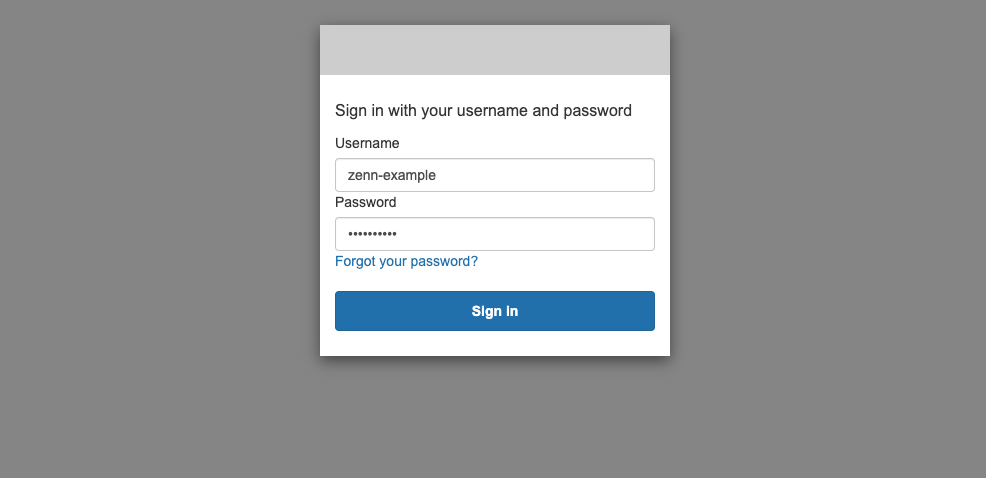 Sign in with your username and password
Username
zenn-example
Password
••••••••••
Forgot your password?
Sign in